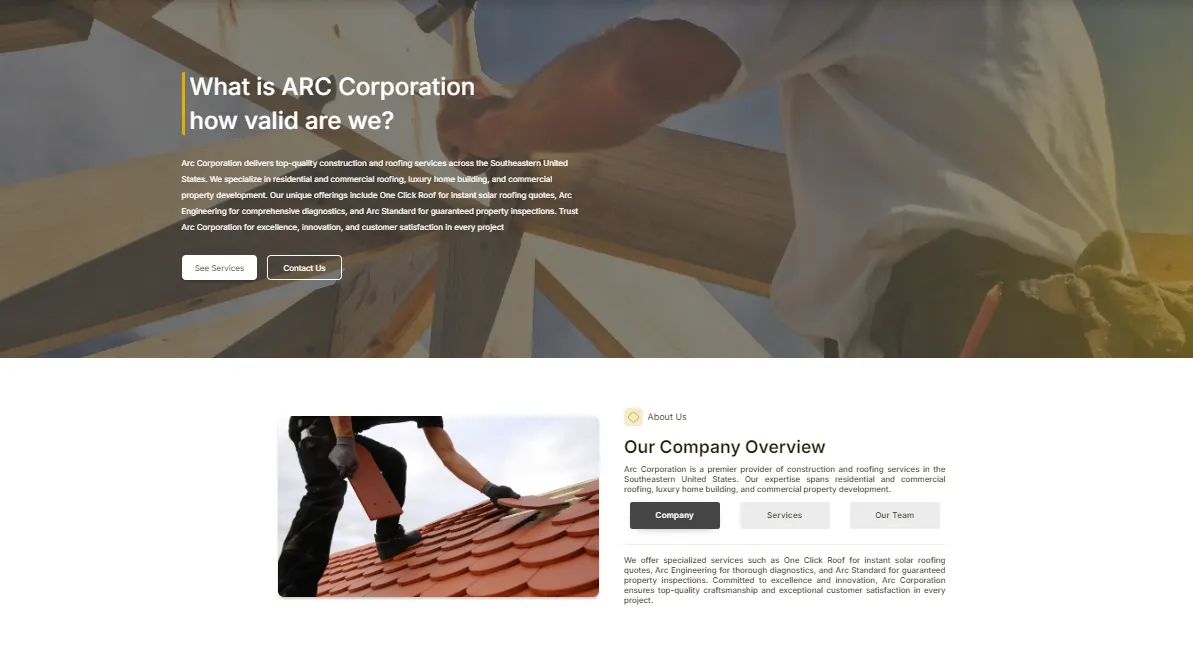 What is ARC Corporation
how valid are we?
Arc Corporation delivers top-quality construction and roofing services across the Southeastern United
States. We specialize in residential and commercial roofing, luxury home building, and commercial
property development. Our unique offerings include One Click Roof for instant solar roofing quotes, Arc
Engineering for comprehensive diagnostics, and Arc Standard for guaranteed property inspections. Trust
Arc Corporation for excellence, innovation, and customer satisfaction in every project
See Services
Contact Us
About Us
Our Company Overview
Arc Corporation is a premier provider of construction and roofing services in the
Southeastern United States. Our expertise spans residential and commercial
roofing, luxury home building, and commercial property development.
Company
Services
Our Team
We offer specialized services such as One Click Roof for instant solar roofing
quotes, Arc Engineering for thorough diagnostics, and Arc Standard for guaranteed
property inspections. Committed to excellence and innovation, Arc Corporation
ensures top-quality craftsmanship and exceptional customer satisfaction in every
project.